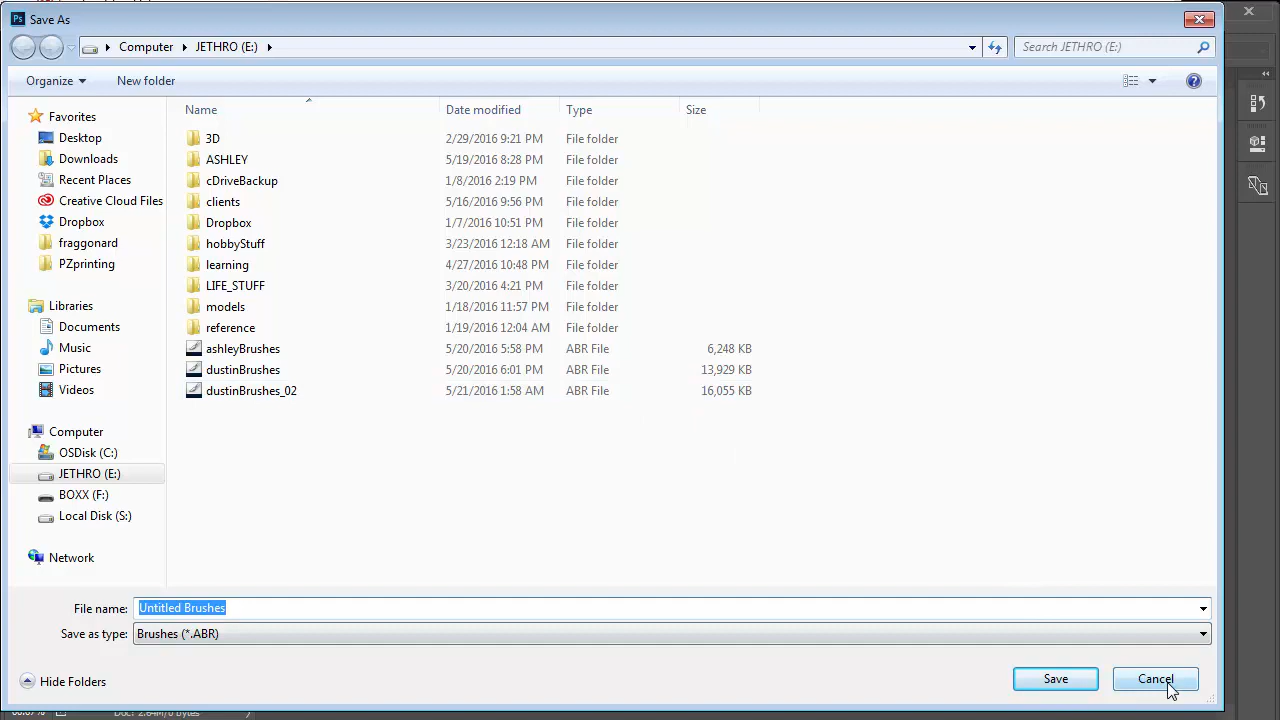 Ps Save As
Computer JETHRO (E:) Search JETHRO (E:)
Organize New folder
Name Date modified Type Size
Favorites
Desktop
Downloads
Recent Places
Creative Cloud Files
Dropbox
fraggonard
PZprinting
Libraries
Documents
Music
Pictures
Videos
Computer
OSDisk (C:)
JETHRO (E:)
BOXX (F:)
Local Disk (S:)
Network
3D 2/29/2016 9:21 PM File folder
ASHLEY 5/19/2016 8:28 PM File folder
cDriveBackup 1/8/2016 2:19 PM File folder
clients 5/16/2016 9:56 PM File folder
Dropbox 1/7/2016 10:51 PM File folder
hobbyStuff 3/23/2016 12:18 AM File folder
learning 4/27/2016 10:48 PM File folder
LIFE_STUFF 3/20/2016 4:21 PM File folder
models 1/18/2016 11:57 PM File folder
reference 1/19/2016 12:04 AM File folder
ashleyBrushes 5/20/2016 5:58 PM ABR File 6,248 KB
dustinBrushes 5/20/2016 6:01 PM ABR File 13,929 KB
dustinBrushes_02 5/21/2016 1:58 AM ABR File 16,055 KB
File name: Untitled Brushes
Save as type: Brushes (*.ABR)
Hide Folders Save Cancel